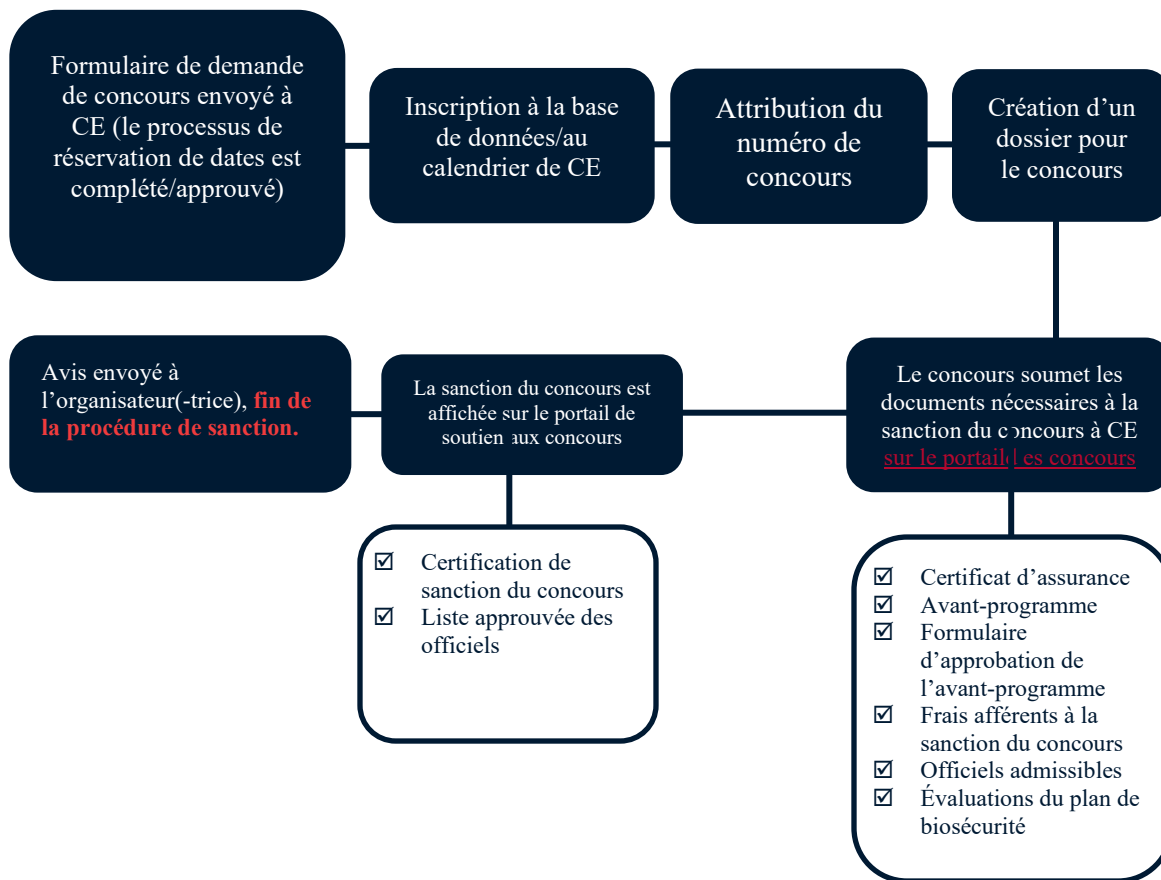 Formulaire de demande
de concours envoyé à
CE (le processus de
réservation de dates est
complété/approuvé)
Inscription à la base
de données/au
calendrier de CE
Attribution du
numéro de
concours
Création d'un
dossier pour
le concours
Avis envoyé à
l'organisateur(-trice), fin de
la procédure de sanction.
La sanction du concours est
affichée sur le portail de
soutien aux concours
Le concours soumet les
documents nécessaires à la
sanction du concours à CE
sur le portail des concours
☑ Certification de
sanction du concours
☑ Liste approuvée des
officiels
☑ Certificat d'assurance
☑ Avant-programme
☑ Formulaire
d'approbation de
l'avant-programme
☑ Frais afférents à la
sanction du concours
☑ Officiels admissibles
☑ Évaluations du plan de
biosécurité